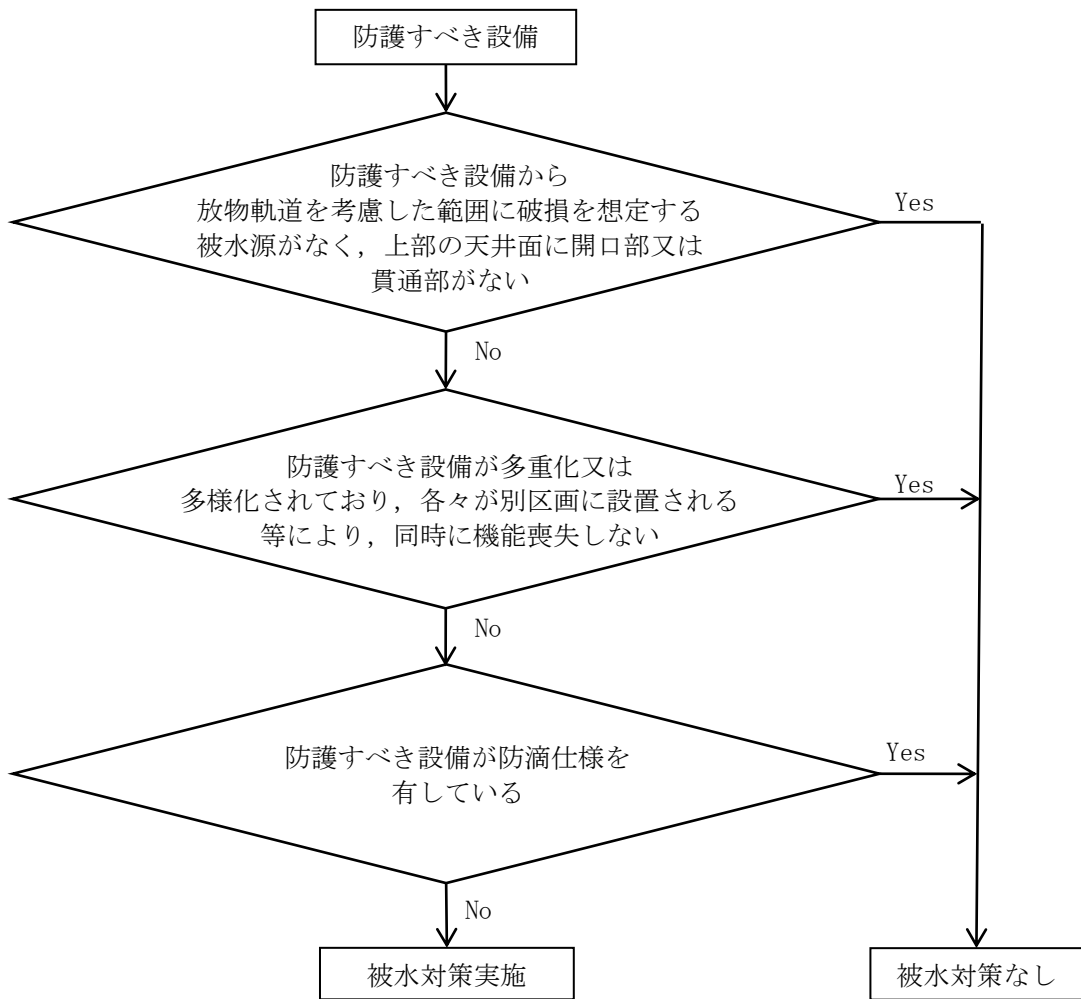 防護すべき設備
防護すべき設備から
放物軌道を考慮した範囲に破損を想定する
被水源がなく，上部の天井面に開口部又は
貫通部がない
Yes
No
防護すべき設備が多重化又は
多様化されており，各々が別区画に設置される
等により，同時に機能喪失しない
Yes
No
防護すべき設備が防滴仕様を
有している
Yes
No
被水対策実施
被水対策なし